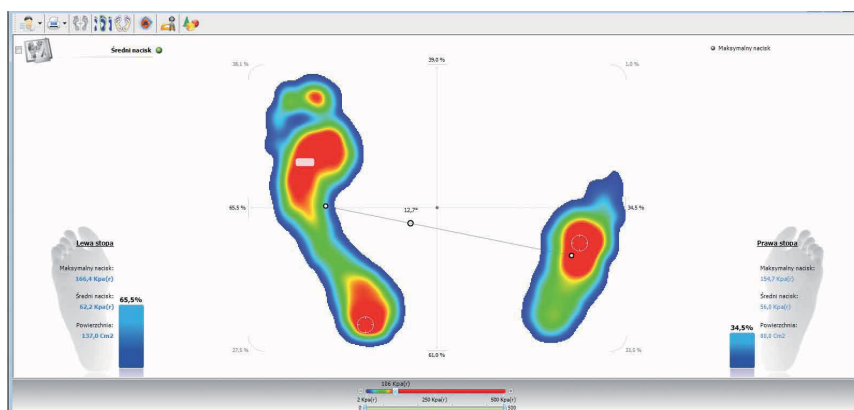 Średni nacisk
Maksymalny nacisk
38,1 %
39,0 %
1,0 %
65,5 %
12,7°
34,5 %
Lewa stopa
Maksymalny nacisk:
166,4 Kpa(r)
Średni nacisk:
62,2 Kpa(r)
Powierzchnia:
137,0 Cm2
65,5%
Prawa stopa
Maksymalny nacisk:
154,7 Kpa(r)
Średni nacisk:
56,0 Kpa(r)
Powierzchnia:
80,0 Cm2
34,5%
27,5 %
61,0 %
33,5 %
106 Kpa(r)
2 Kpa(r) 250 Kpa(r) 500 Kpa(r)
0 500